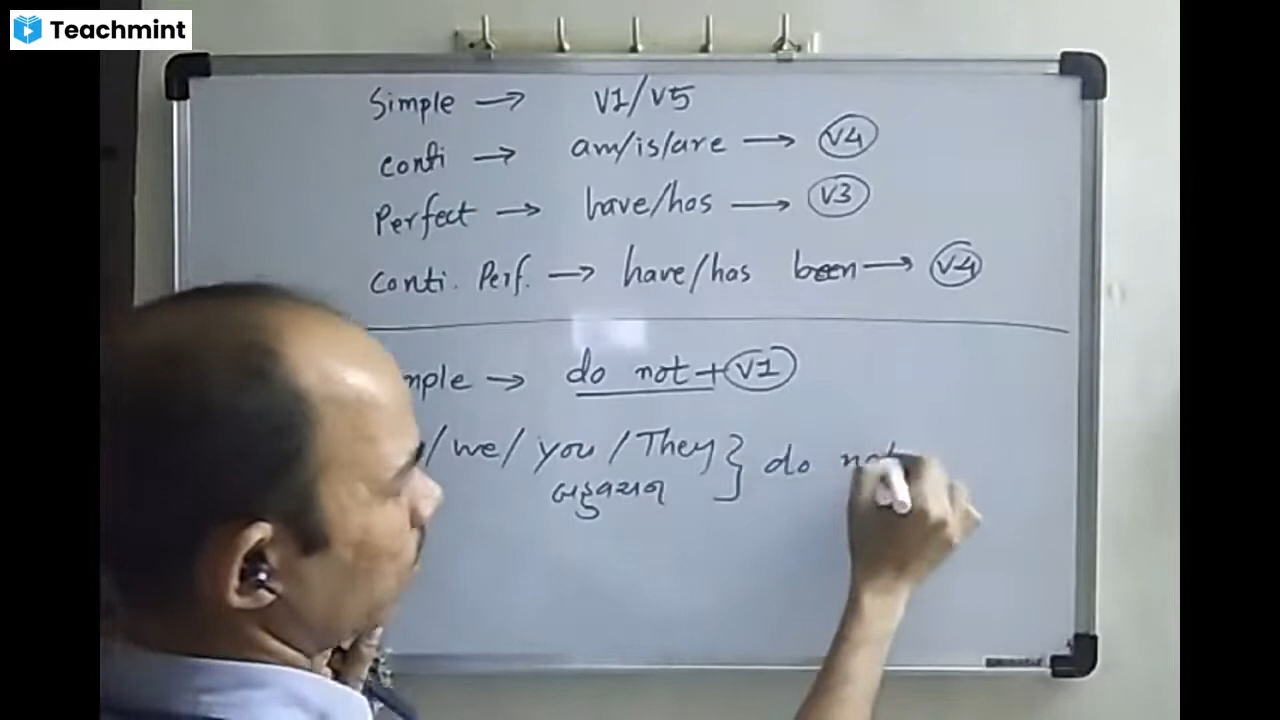 Teachmint
Simple → V1/V5
Conti → am/is/are → V4
Perfect → have/has → V3
Conti. Perf. → have/has been → V4
mple → do not + V1
/ we / you / They } do not
બહુવચન